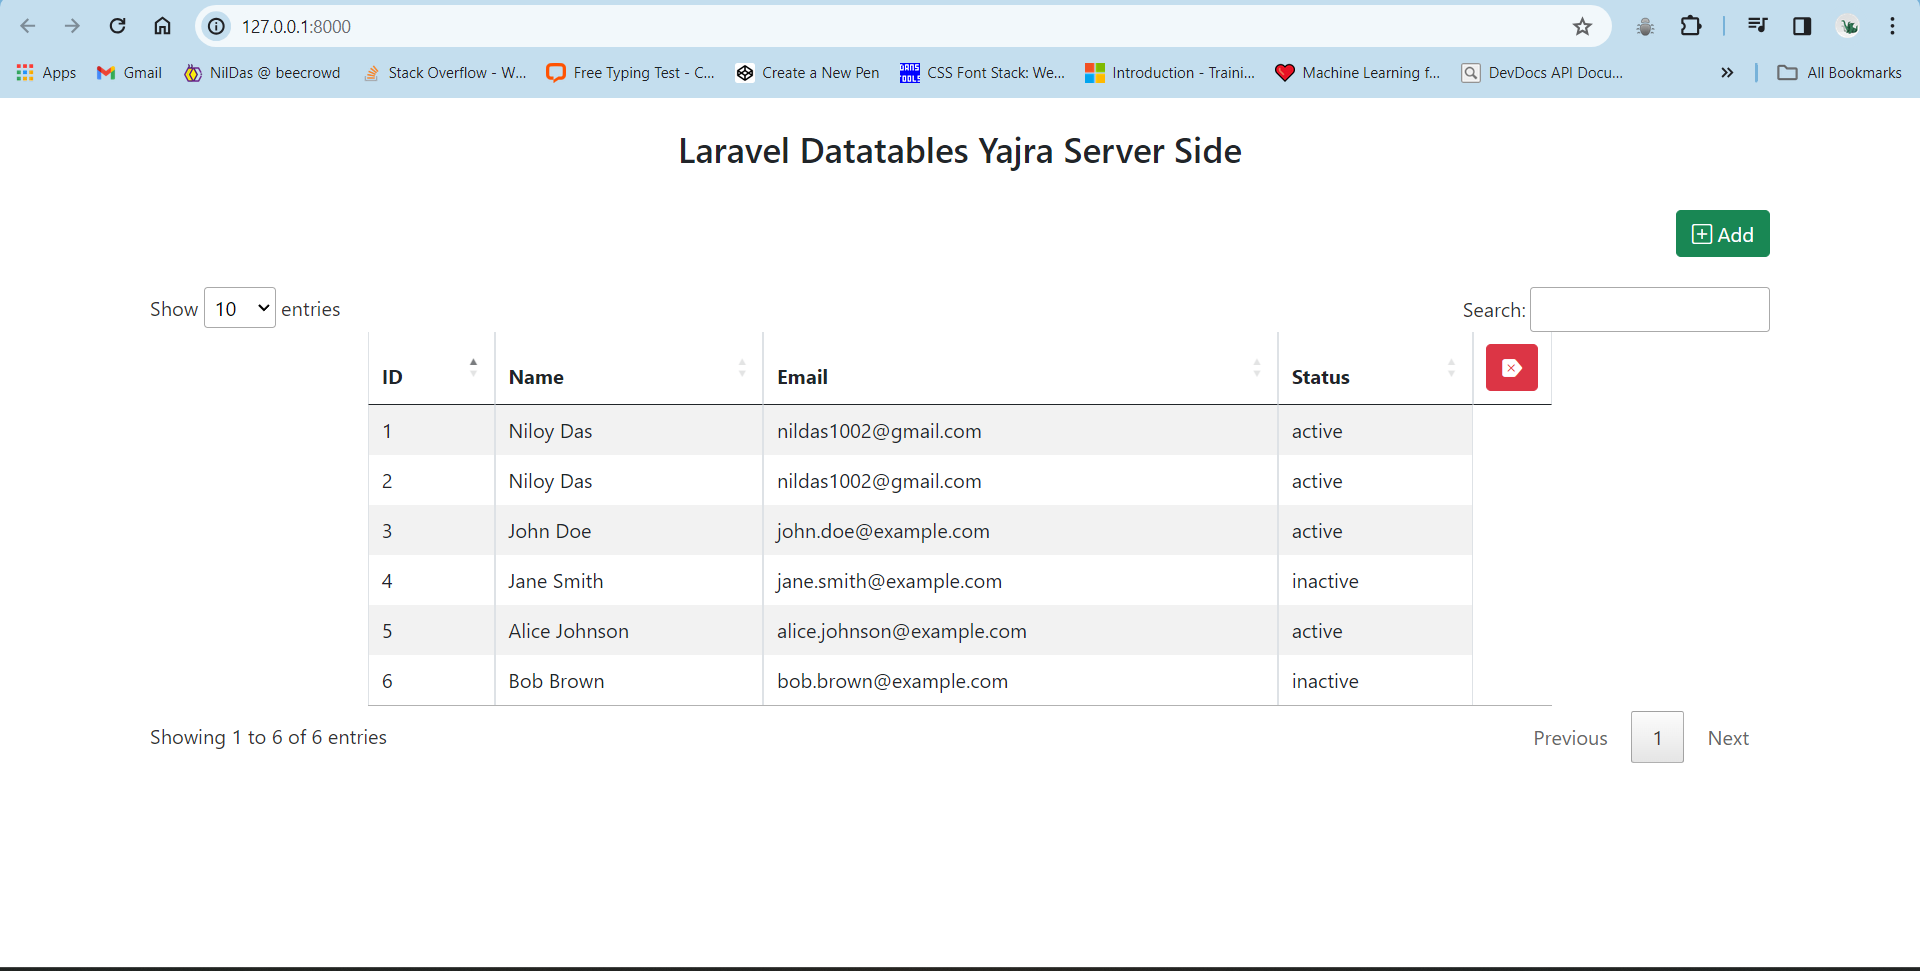 127.0.0.1:8000
Apps Gmail NilDas @ beecrowd Stack Overflow - W... Free Typing Test - C... Create a New Pen DANS TOOLS CSS Font Stack: We... Introduction - Traini... Machine Learning f... DevDocs API Docu... » All Bookmarks
Laravel Datatables Yajra Server Side
Add
Show 10 entries Search:
ID Name Email Status
1 Niloy Das nildas1002@gmail.com active
2 Niloy Das nildas1002@gmail.com active
3 John Doe john.doe@example.com active
4 Jane Smith jane.smith@example.com inactive
5 Alice Johnson alice.johnson@example.com active
6 Bob Brown bob.brown@example.com inactive
Showing 1 to 6 of 6 entries Previous 1 Next